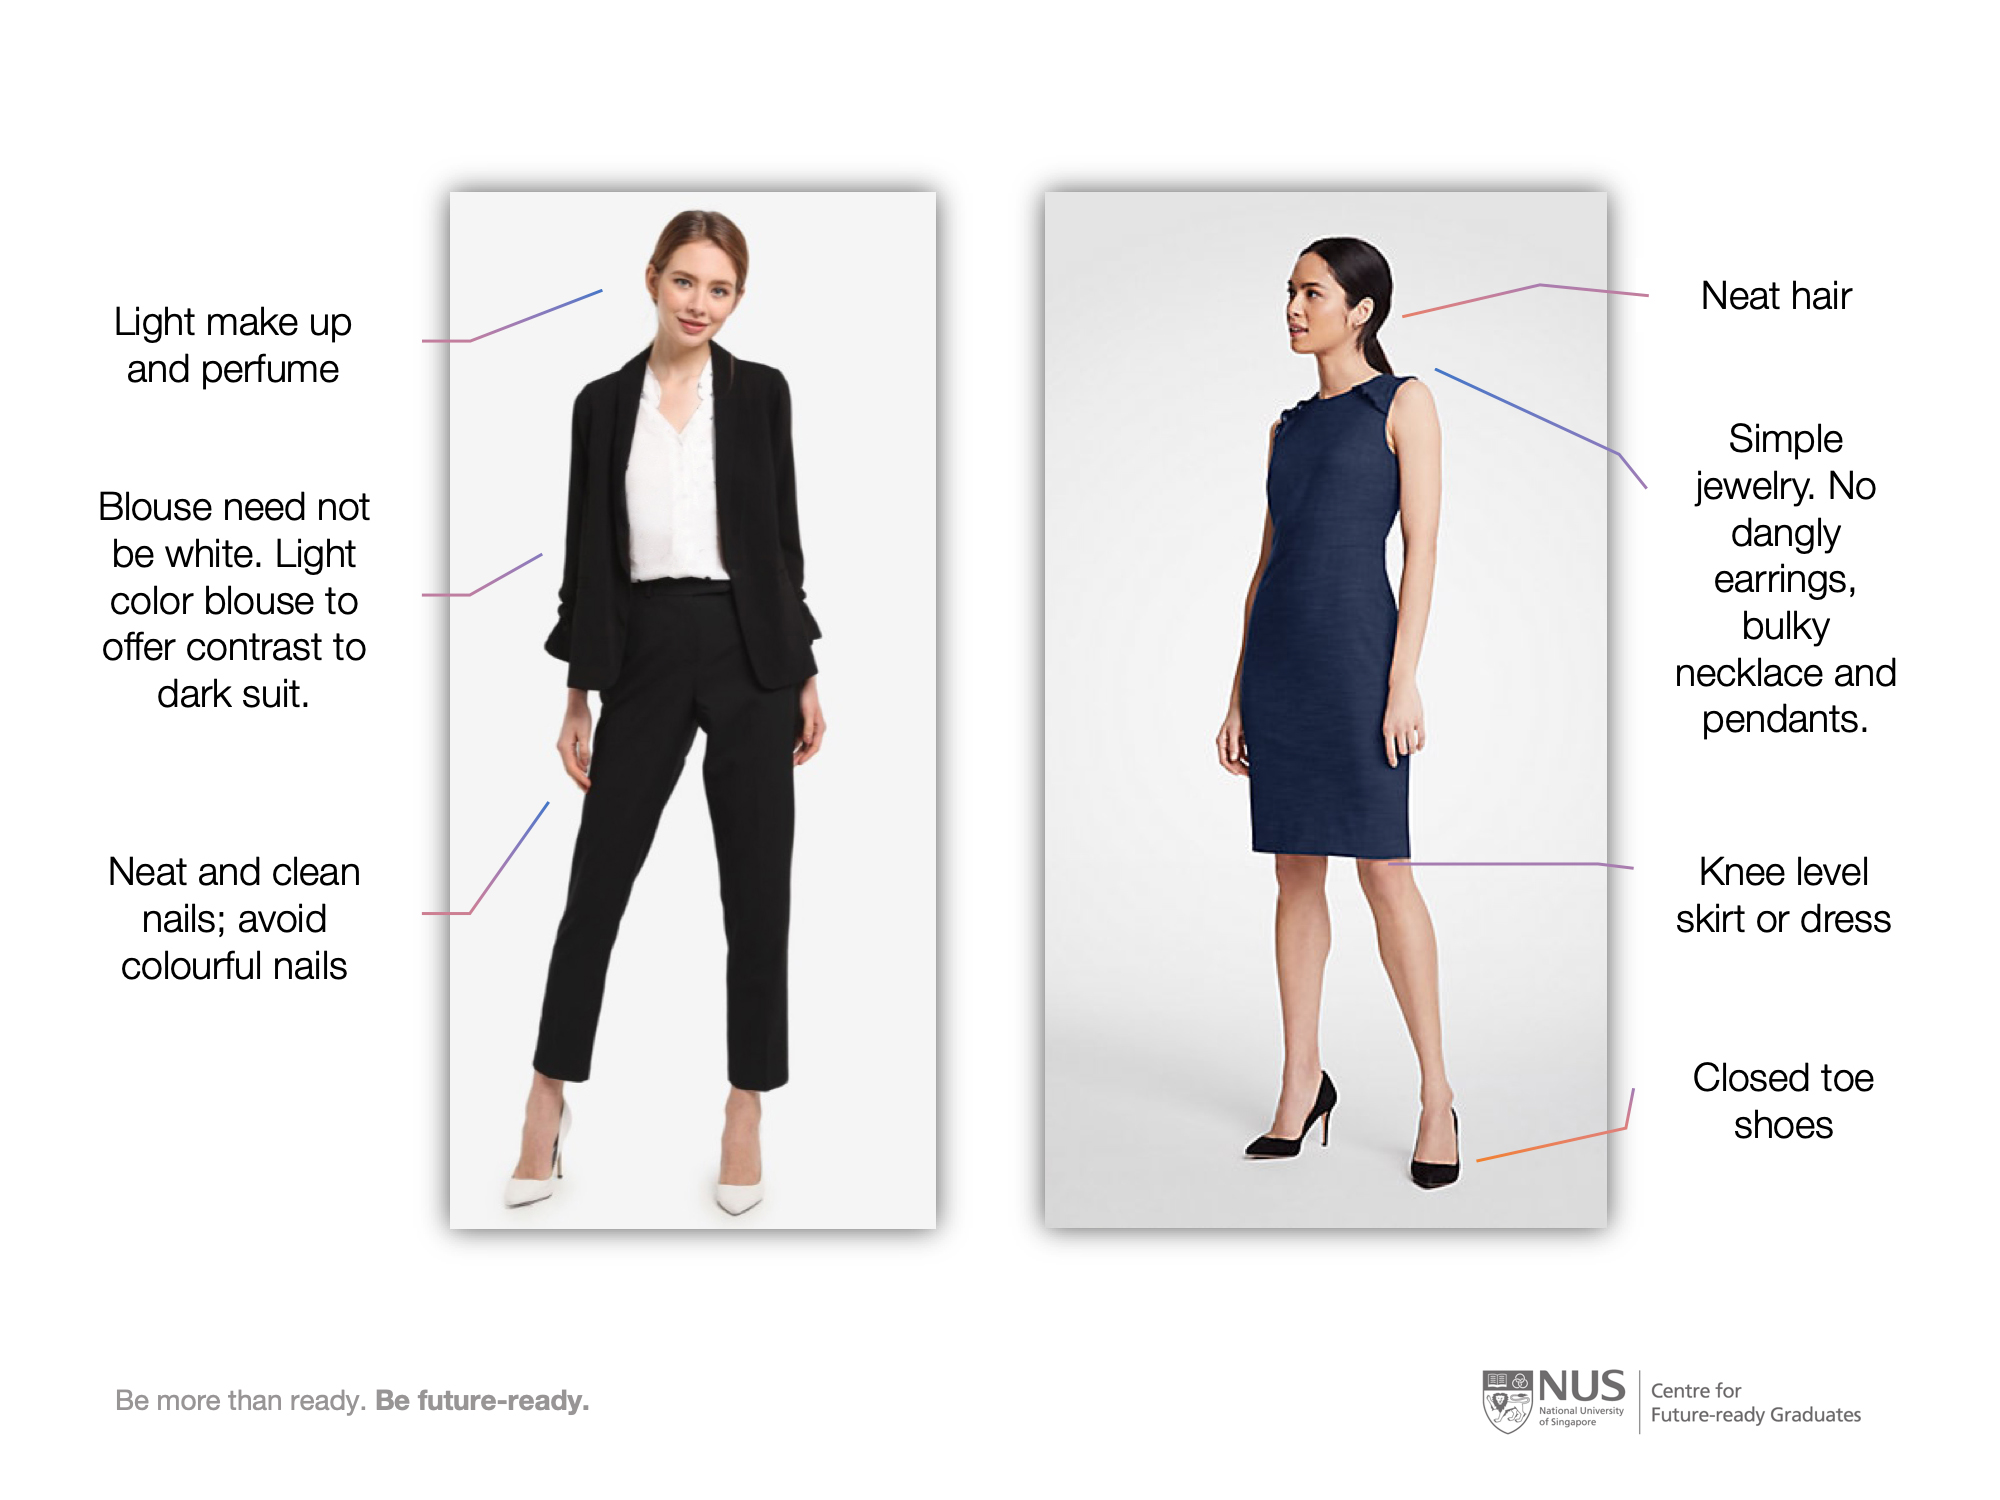 Light make up
and perfume
Blouse need not
be white. Light
color blouse to
offer contrast to
dark suit.
Neat and clean
nails; avoid
colourful nails
Neat hair
Simple
jewelry. No
dangly
earrings,
bulky
necklace and
pendants.
Knee level
skirt or dress
Closed toe
shoes
Be more than ready. Be future-ready.
NUS
National University
of Singapore
Centre for
Future-ready Graduates